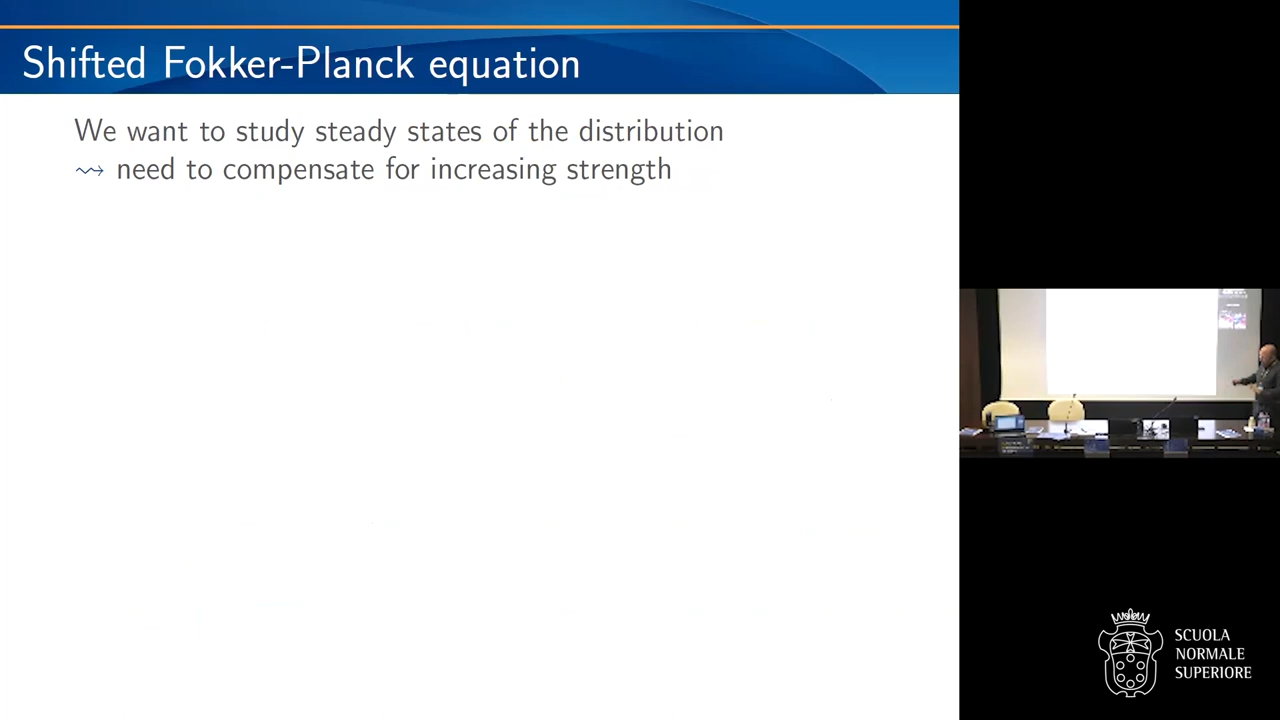 Shifted Fokker-Planck equation
We want to study steady states of the distribution
⇝ need to compensate for increasing strength
SCUOLA
NORMALE
SUPERIORE